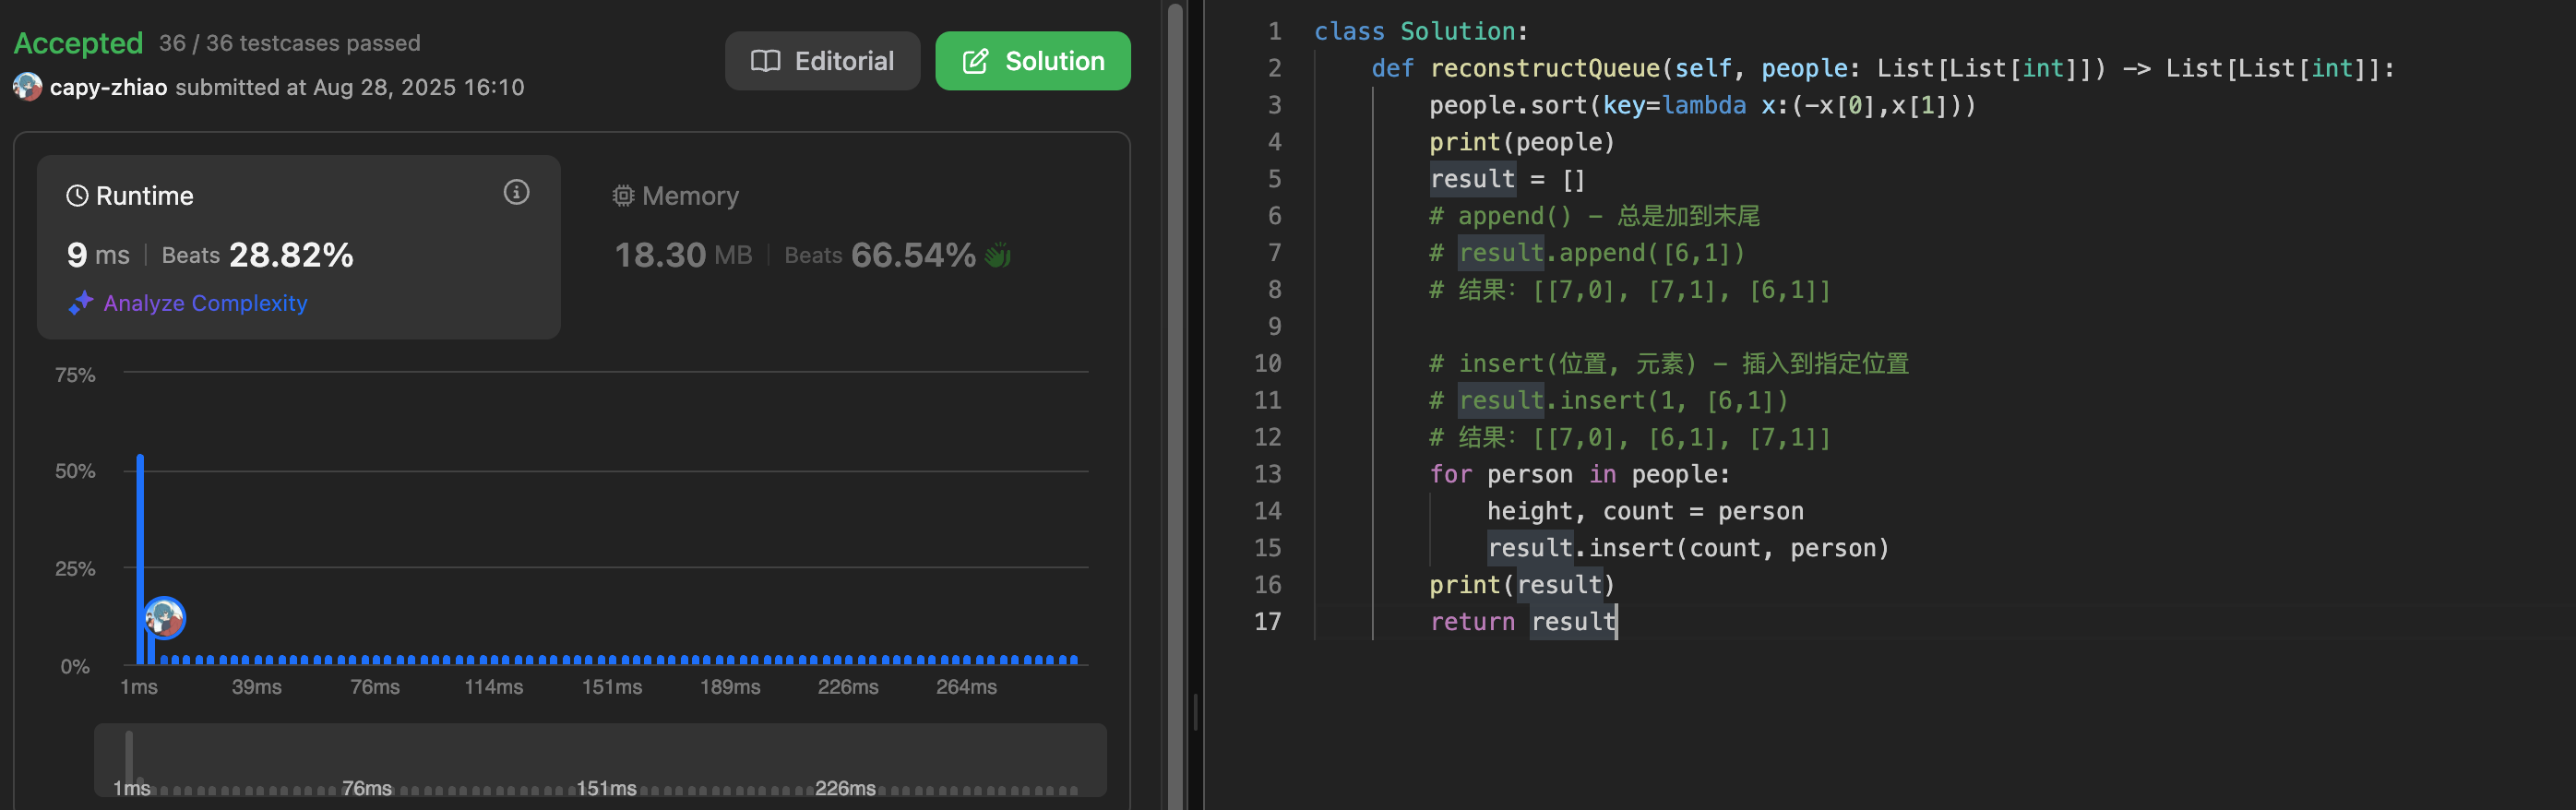 Accepted 36 / 36 testcases passed
capy-zhiao submitted at Aug 28, 2025 16:10
Editorial
Solution
Runtime
9 ms | Beats 28.82%
Analyze Complexity
Memory
18.30 MB | Beats 66.54%
75%
50%
25%
0%
1ms 39ms 76ms 114ms 151ms 189ms 226ms 264ms
1ms 76ms 151ms 226ms
1 class Solution:
2 def reconstructQueue(self, people: List[List[int]]) -> List[List[int]]:
3 people.sort(key=lambda x:(-x[0],x[1]))
4 print(people)
5 result = []
6 # append() - 总是加到末尾
7 # result.append([6,1])
8 # 结果: [[7,0], [7,1], [6,1]]
9
10 # insert(位置, 元素) - 插入到指定位置
11 # result.insert(1, [6,1])
12 # 结果: [[7,0], [6,1], [7,1]]
13 for person in people:
14 height, count = person
15 result.insert(count, person)
16 print(result)
17 return result